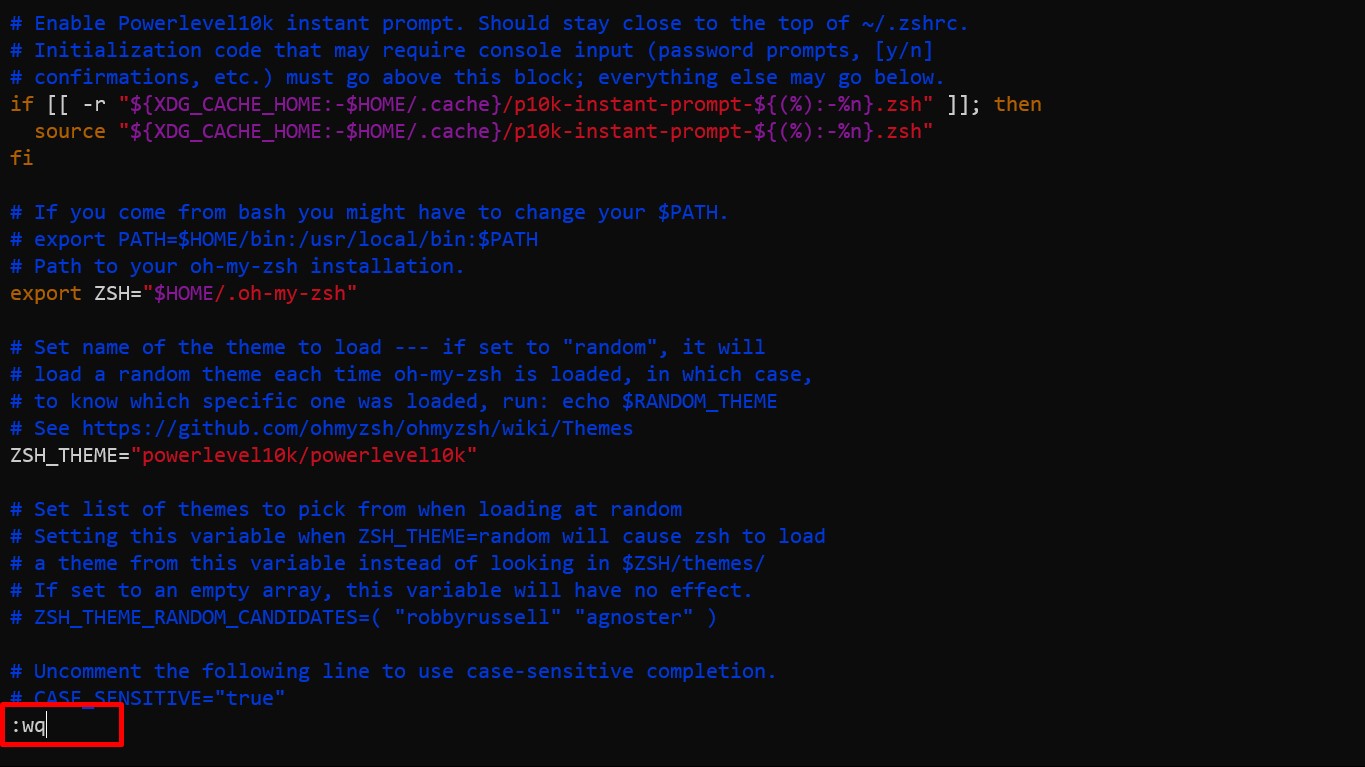 # Enable Powerlevel10k instant prompt. Should stay close to the top of ~/.zshrc.
# Initialization code that may require console input (password prompts, [y/n]
# confirmations, etc.) must go above this block; everything else may go below.
if [[ -r "${XDG_CACHE_HOME:-$HOME/.cache}/p10k-instant-prompt-${(%):-%n}.zsh" ]]; then
  source "${XDG_CACHE_HOME:-$HOME/.cache}/p10k-instant-prompt-${(%):-%n}.zsh"
fi

# If you come from bash you might have to change your $PATH.
# export PATH=$HOME/bin:/usr/local/bin:$PATH
# Path to your oh-my-zsh installation.
export ZSH="$HOME/.oh-my-zsh"

# Set name of the theme to load --- if set to "random", it will
# load a random theme each time oh-my-zsh is loaded, in which case,
# to know which specific one was loaded, run: echo $RANDOM_THEME
# See https://github.com/ohmyzsh/ohmyzsh/wiki/Themes
ZSH_THEME="powerlevel10k/powerlevel10k"

# Set list of themes to pick from when loading at random
# Setting this variable when ZSH_THEME=random will cause zsh to load
# a theme from this variable instead of looking in $ZSH/themes/
# If set to an empty array, this variable will have no effect.
# ZSH_THEME_RANDOM_CANDIDATES=( "robbyrussell" "agnoster" )

# Uncomment the following line to use case-sensitive completion.
# CASE_SENSITIVE="true"
:wq